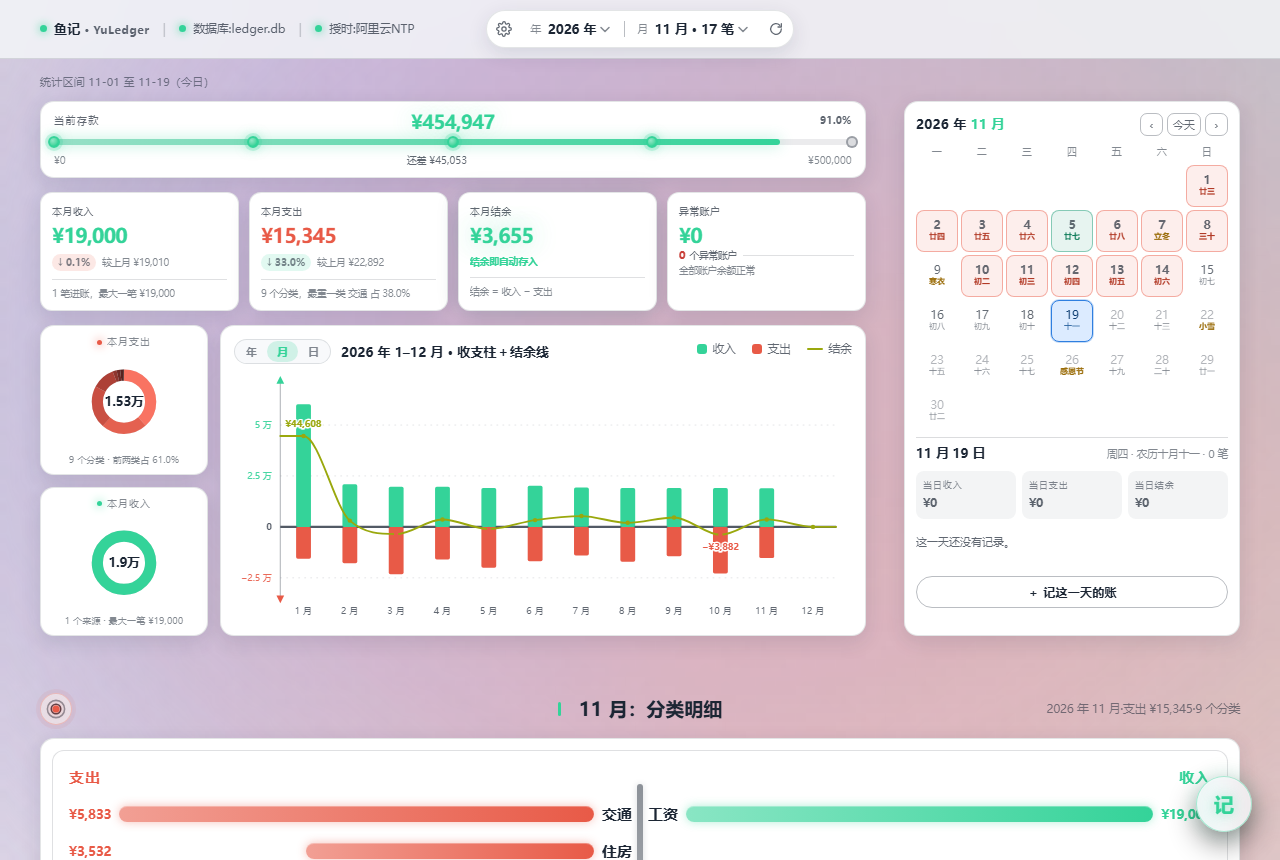 鱼记 • YuLedger | 数据库:ledger.db | 授时:阿里云NTP
年 2026 年 | 月 11 月 • 17 笔
统计区间 11-01 至 11-19（今日）
当前存款 ¥454,947 91.0%
¥0 还差 ¥45,053 ¥500,000
本月收入
¥19,000
↓ 0.1% 较上月 ¥19,010
1 笔进账，最大一笔 ¥19,000
本月支出
¥15,345
↓ 33.0% 较上月 ¥22,892
9 个分类，最重一类 交通 占 38.0%
本月结余
¥3,655
结余即自动存入
结余 = 收入 − 支出
异常账户
¥0
0 个异常账户
全部账户余额正常
本月支出
1.53万
9 个分类 · 前两类占 61.0%
本月收入
1.9万
1 个来源 · 最大一笔 ¥19,000
年 月 日 2026 年 1–12 月 • 收支柱 + 结余线 收入 支出 结余
5 万
2.5 万
0
−2.5 万
¥44,608
−¥3,882
1 月 2 月 3 月 4 月 5 月 6 月 7 月 8 月 9 月 10 月 11 月 12 月
2026 年 11 月 ‹ 今天 ›
一 二 三 四 五 六 日
1
廿三
2 3 4 5 6 7 8
廿四 廿五 廿六 廿七 廿八 立冬 三十
9 10 11 12 13 14 15
寒衣 初二 初三 初四 初五 初六 初七
16 17 18 19 20 21 22
初八 初九 初十 十一 十二 十三 小雪
23 24 25 26 27 28 29
十五 十六 十七 感恩节 十九 二十 廿一
30
廿二
11 月 19 日 周四 · 农历十月十一 · 0 笔
当日收入 当日支出 当日结余
¥0 ¥0 ¥0
这一天还没有记录。
+ 记这一天的账
11 月：分类明细
2026 年 11 月·支出 ¥15,345·9 个分类
支出 收入
¥5,833 交通 工资 ¥19,0
¥3,532 住房
记